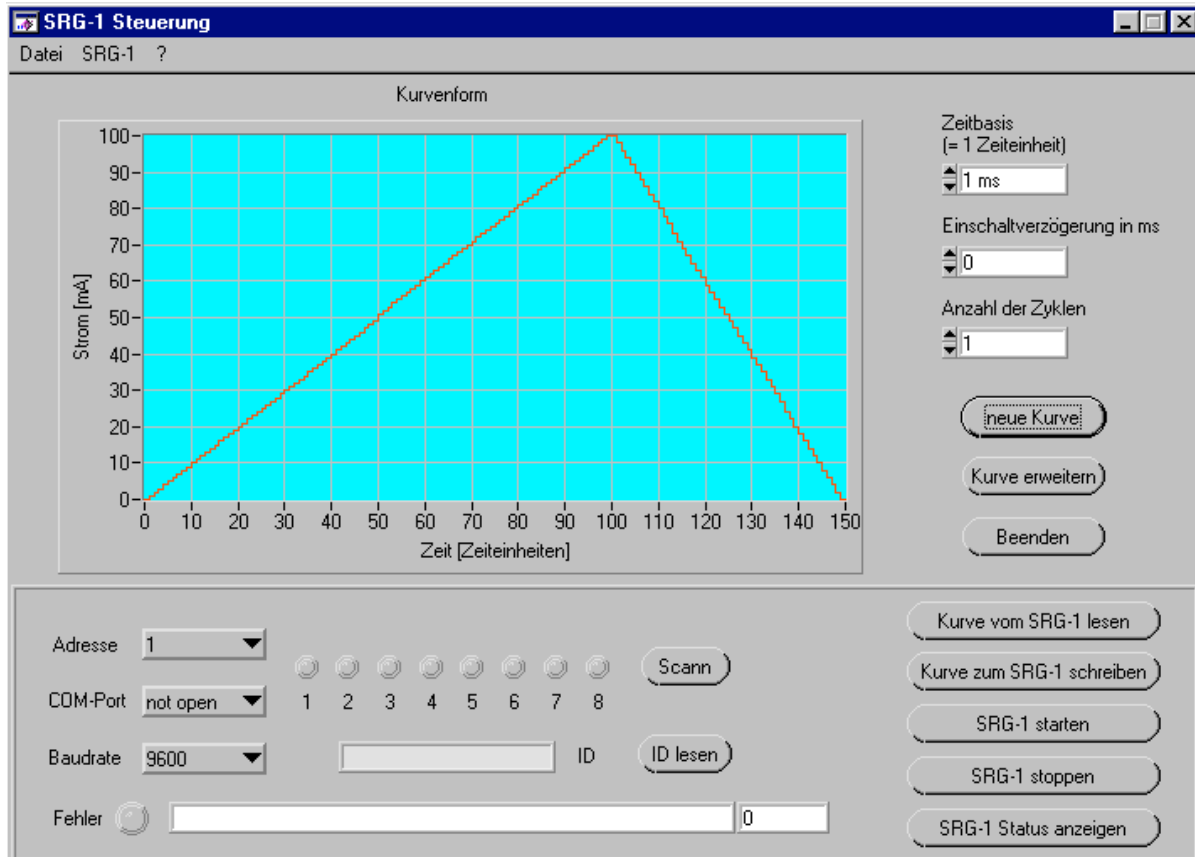 SRG-1 Steuerung
Datei SRG-1 ?
Kurvenform
Strom [mA]
100
90
80
70
60
50
40
30
20
10
0
0 10 20 30 40 50 60 70 80 90 100 110 120 130 140 150
Zeit [Zeiteinheiten]
Zeitbasis
(= 1 Zeiteinheit)
1 ms
Einschaltverzögerung in ms
0
Anzahl der Zyklen
1
neue Kurve
Kurve erweitern
Beenden
Adresse 1
COM-Port not open
Baudrate 9600
1 2 3 4 5 6 7 8
Scann
ID
ID lesen
Fehler
0
Kurve vom SRG-1 lesen
Kurve zum SRG-1 schreiben
SRG-1 starten
SRG-1 stoppen
SRG-1 Status anzeigen